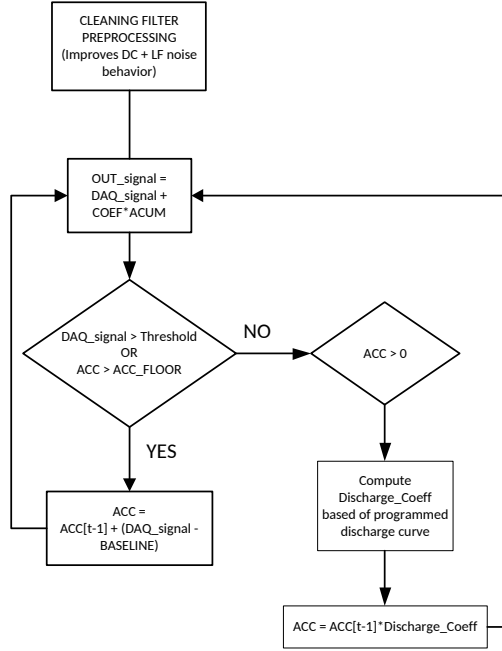 CLEANING FILTER
PREPROCESSING
(Improves DC + LF noise
behavior)
OUT_signal =
DAQ_signal +
COEF*ACUM
DAQ_signal > Threshold
OR
ACC > ACC_FLOOR
NO
ACC > 0
YES
ACC =
ACC[t-1] + (DAQ_signal -
BASELINE)
Compute
Discharge_Coeff
based of programmed
discharge curve
ACC = ACC[t-1]*Discharge_Coeff